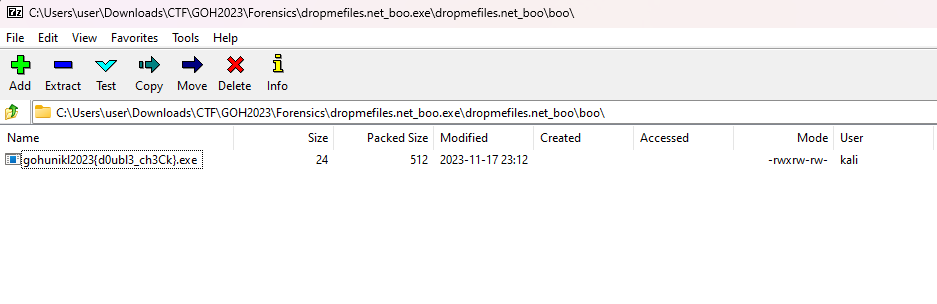 C:\Users\user\Downloads\CTF\GOH2023\Forensics\dropmefiles.net_boo.exe\dropmefiles.net_boo\boo\
File Edit View Favorites Tools Help
Add Extract Test Copy Move Delete Info
C:\Users\user\Downloads\CTF\GOH2023\Forensics\dropmefiles.net_boo.exe\dropmefiles.net_boo\boo\
Name Size Packed Size Modified Created Accessed Mode User
gohunikl2023{d0ubl3_ch3Ck}.exe 24 512 2023-11-17 23:12 -rwxrw-rw- kali